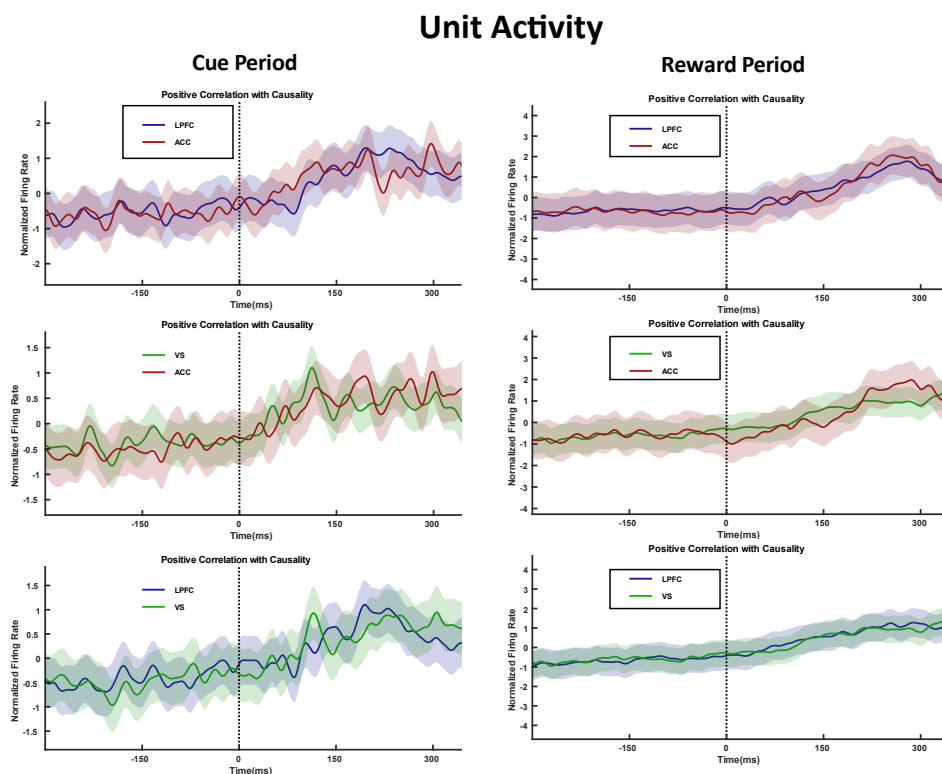 Unit Activity
Cue Period
Reward Period
Positive Correlation with Causality
LPFC
ACC
Normalized Firing Rate
2
1
0
-1
-2
-150
0
150
300
Time(ms)
Positive Correlation with Causality
LPFC
ACC
Normalized Firing Rate
4
3
2
1
0
-1
-2
-3
-4
-150
0
150
300
Time(ms)
Positive Correlation with Causality
VS
ACC
Normalized Firing Rate
1.5
1
0.5
0
-0.5
-1
-1.5
-150
0
150
300
Time(ms)
Positive Correlation with Causality
VS
ACC
Normalized Firing Rate
4
3
2
1
0
-1
-2
-3
-4
-150
0
150
300
Time(ms)
Positive Correlation with Causality
LPFC
VS
Normalized Firing Rate
1.5
1
0.5
0
-0.5
-1
-1.5
-150
0
150
300
Time(ms)
Positive Correlation with Causality
LPFC
VS
Normalized Firing Rate
4
3
2
1
0
-1
-2
-3
-4
-150
0
150
300
Time(ms)